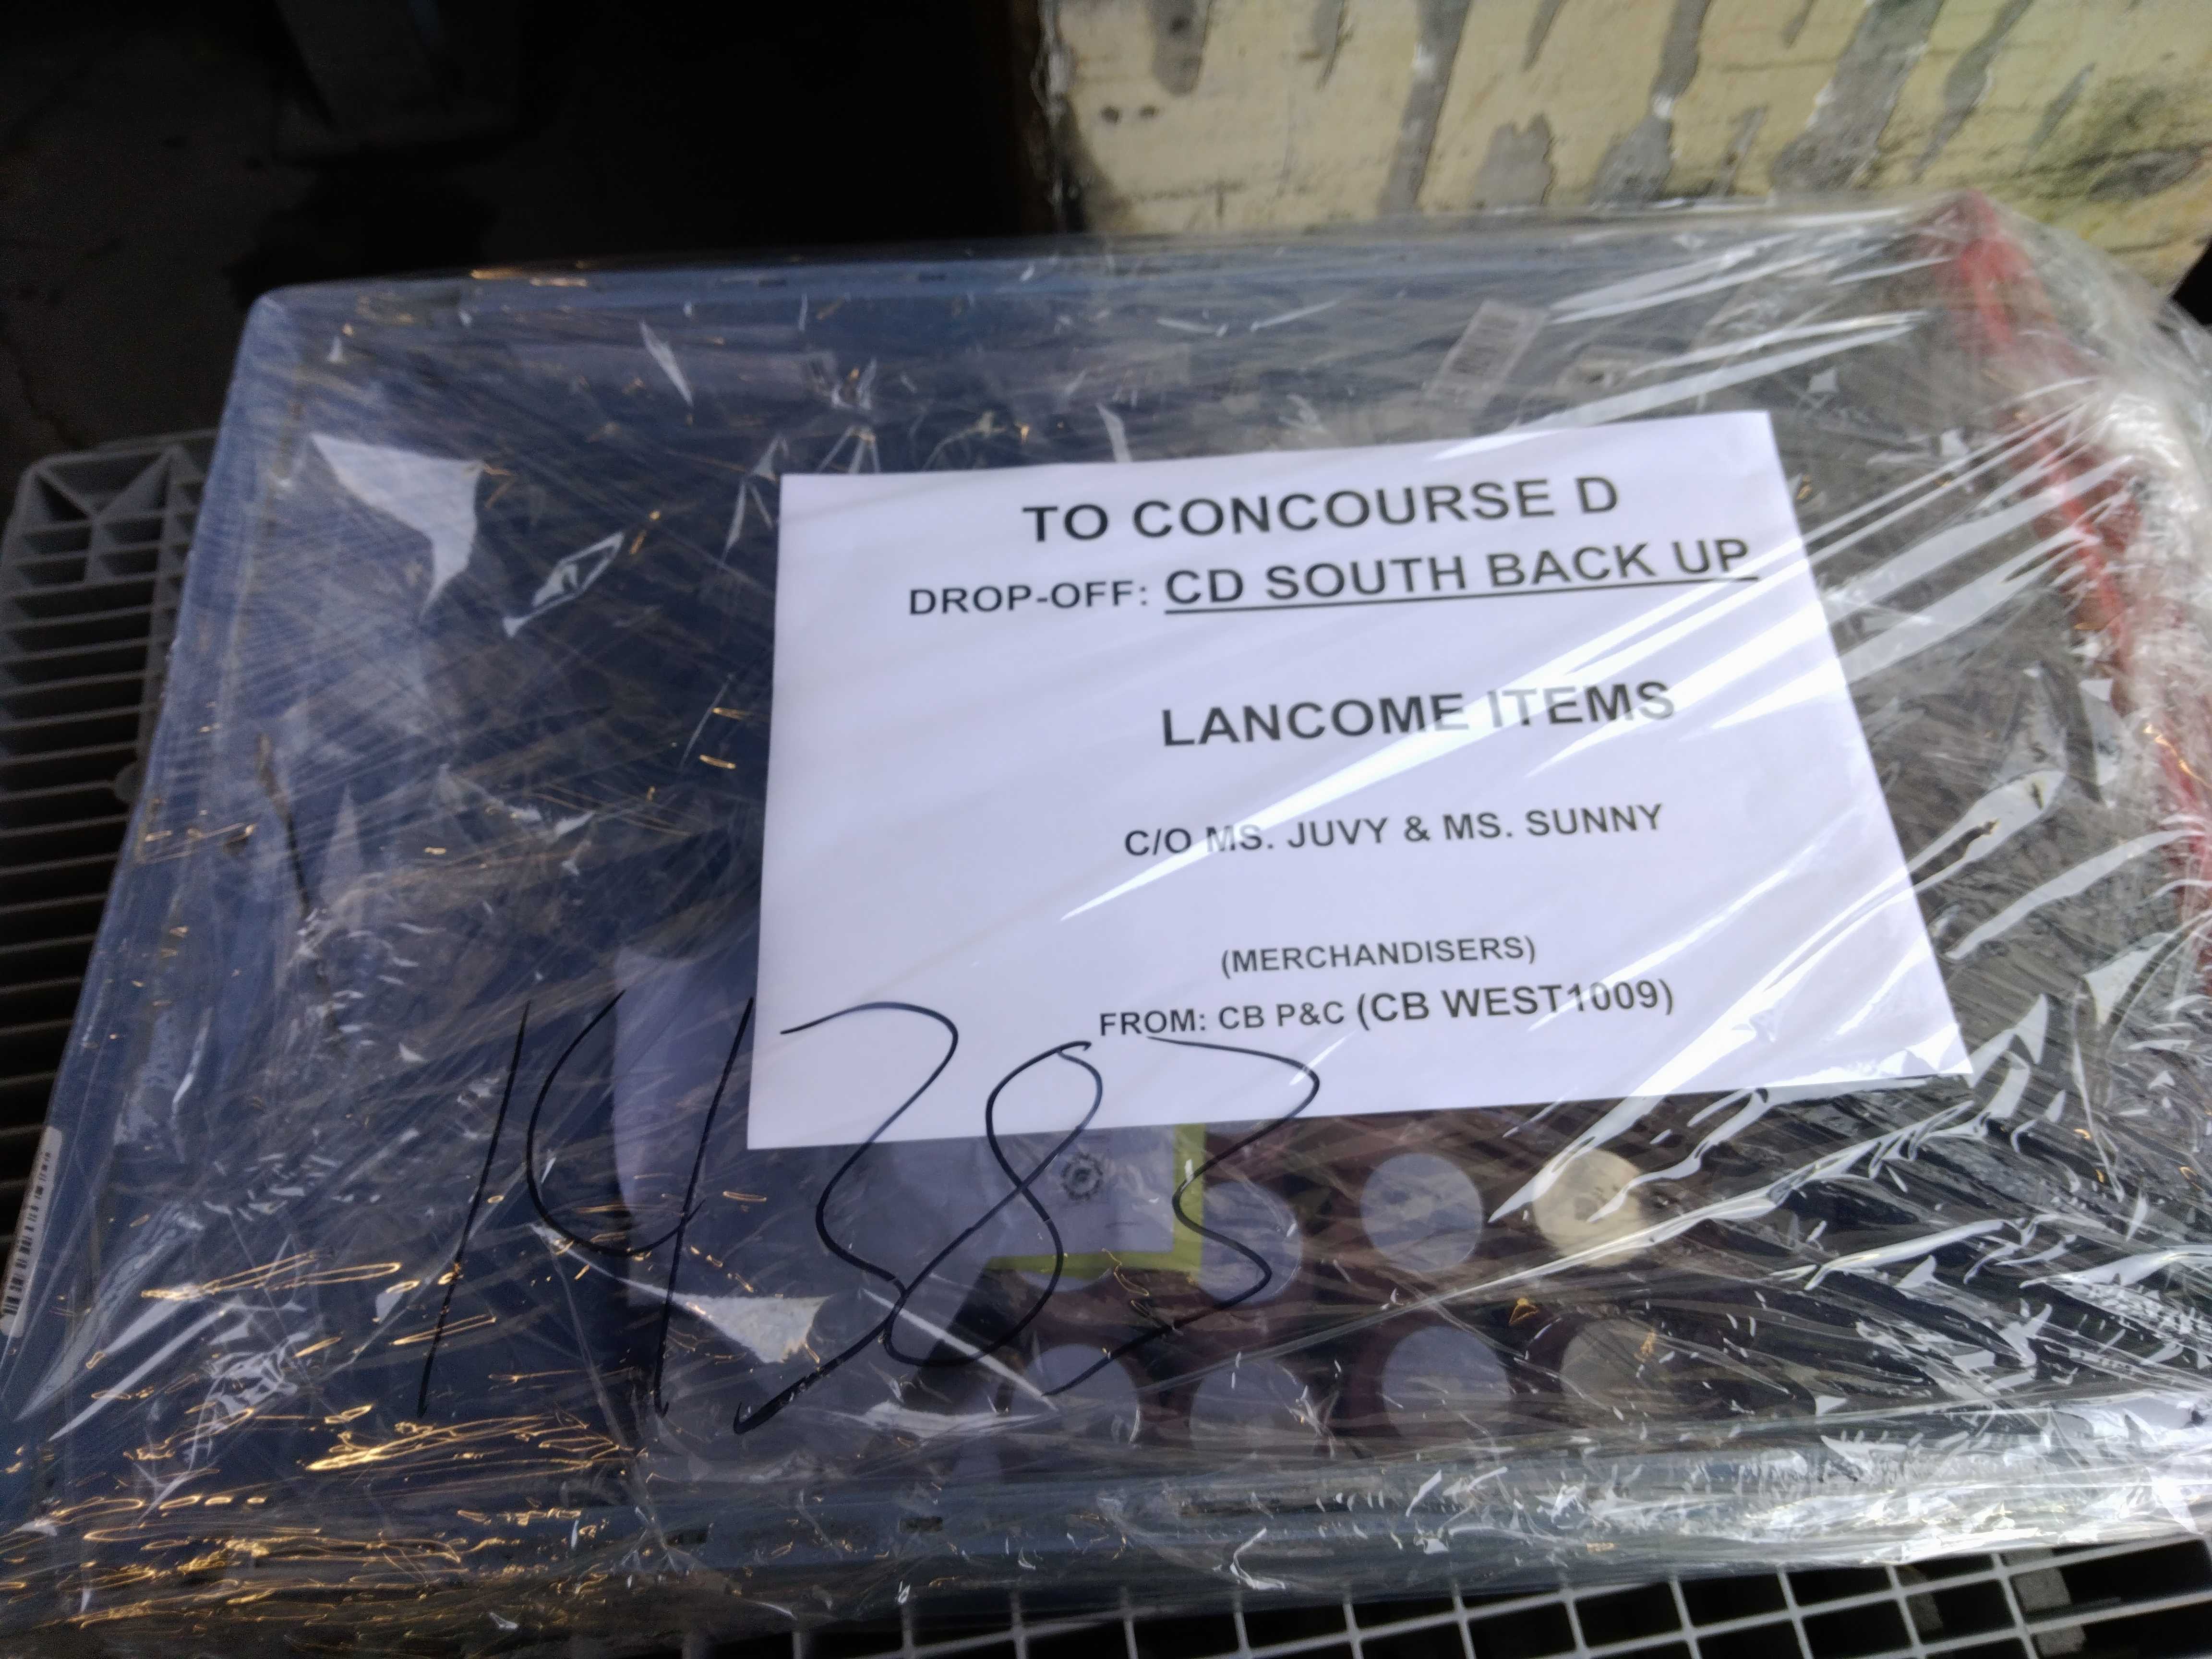 TO CONCOURSE D
DROP-OFF: CD SOUTH BACK UP
LANCOME ITEMS
C/O MS. JUVY & MS. SUNNY
(MERCHANDISERS)
FROM: CB P&C (CB WEST1009)
14383